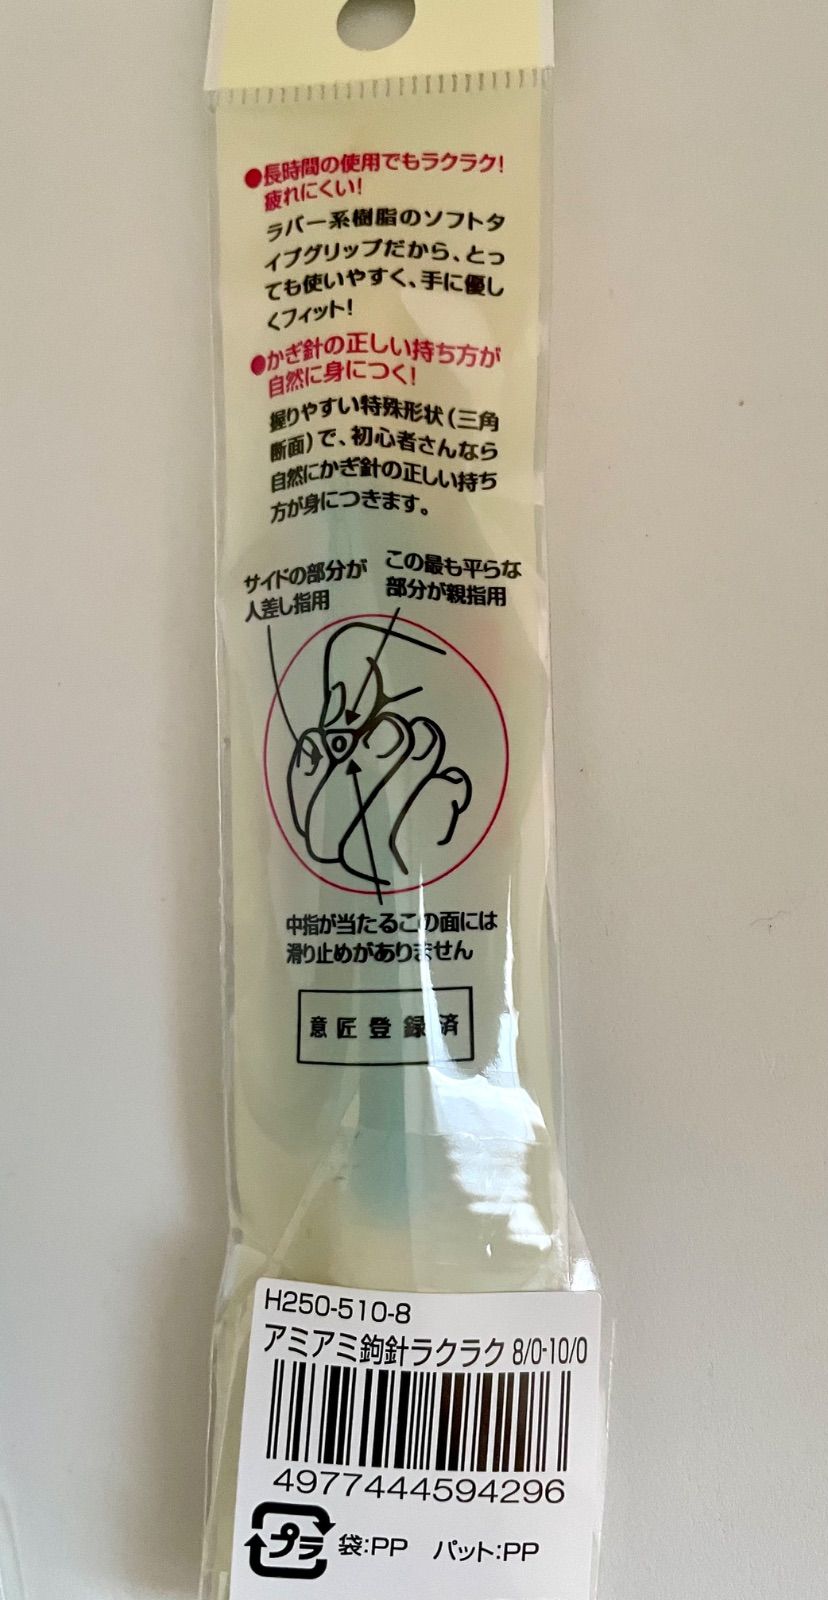 ●長時間の使用でもラクラク!
疲れにくい!
ラバー系樹脂のソフトタ
イプグリップだから、とっ
ても使いやすく、手に優し
くフィット!
●かぎ針の正しい持ち方が
自然に身につく!
握りやすい特殊形状(三角
断面)で、初心者さんなら
自然にかぎ針の正しい持ち
方が身につきます。
サイドの部分が
人差し指用
この最も平らな
部分が親指用
中指が当たるこの面には
滑り止めがありません
意匠登録済
H250-510-8
アミアミ鉤針ラクラク 8/0-10/0
4977444594296
プラ 袋:PP パット:PP